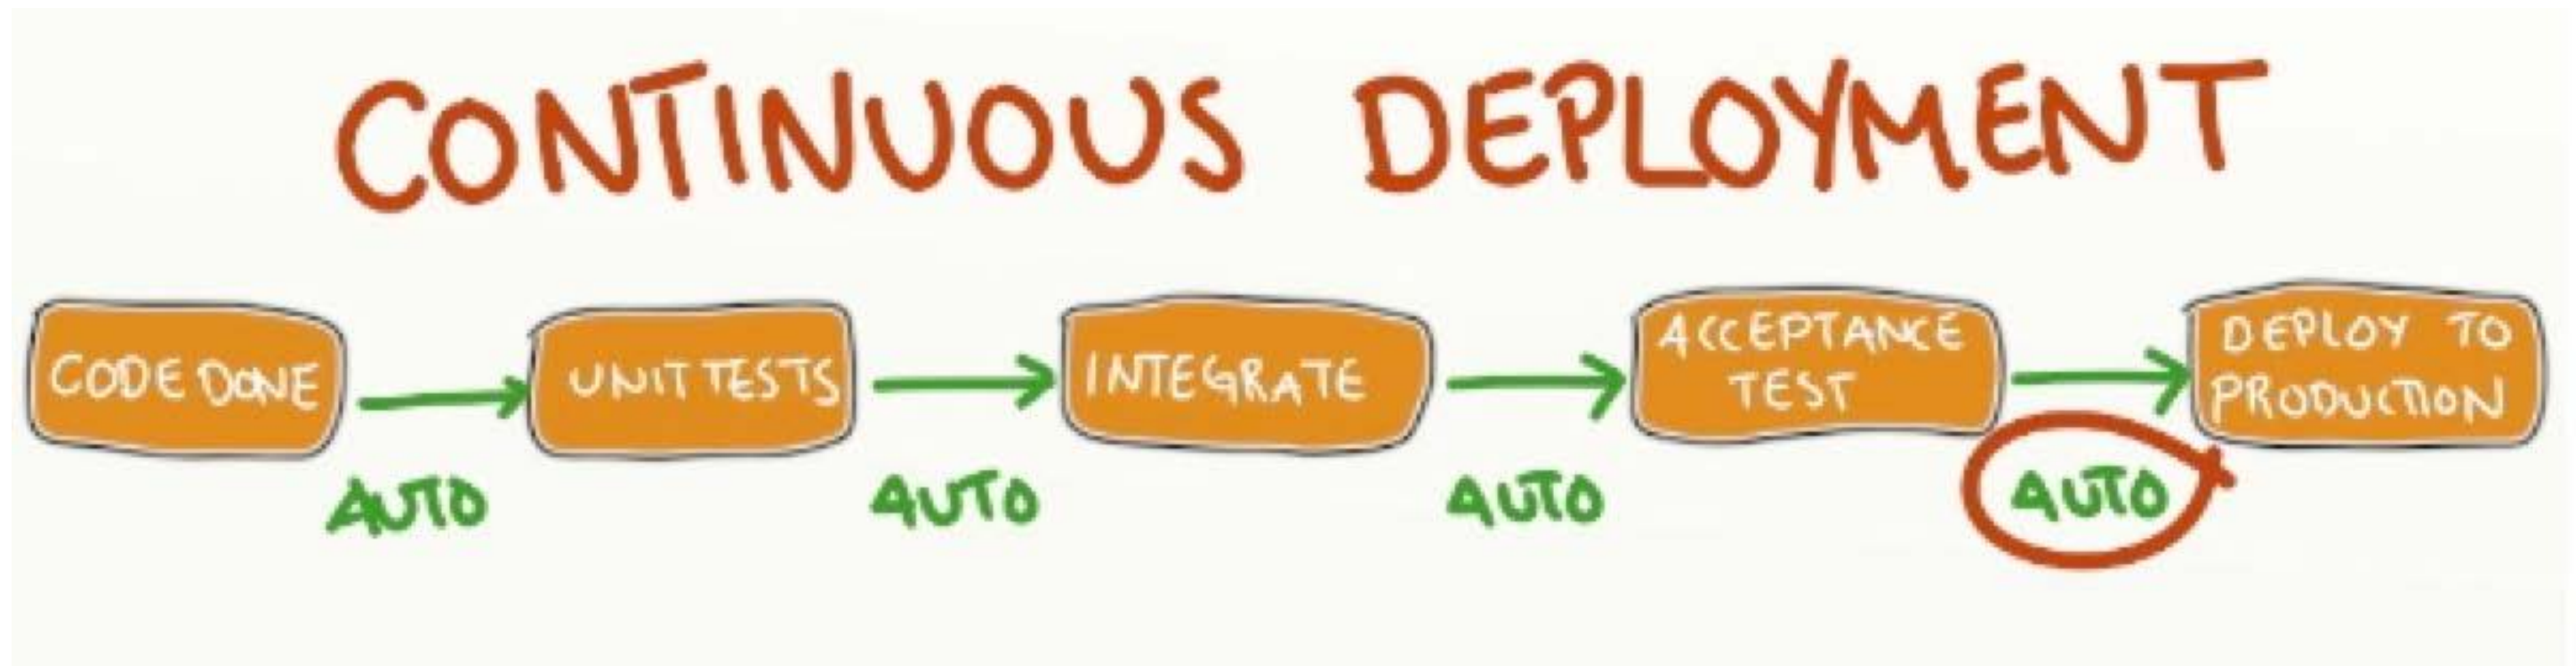 CONTINUOUS DEPLOYMENT
CODE DONE
UNIT TESTS
INTEGRATE
ACCEPTANCE
TEST
DEPLOY TO
PRODUCTION
AUTO
AUTO
AUTO
AUTO